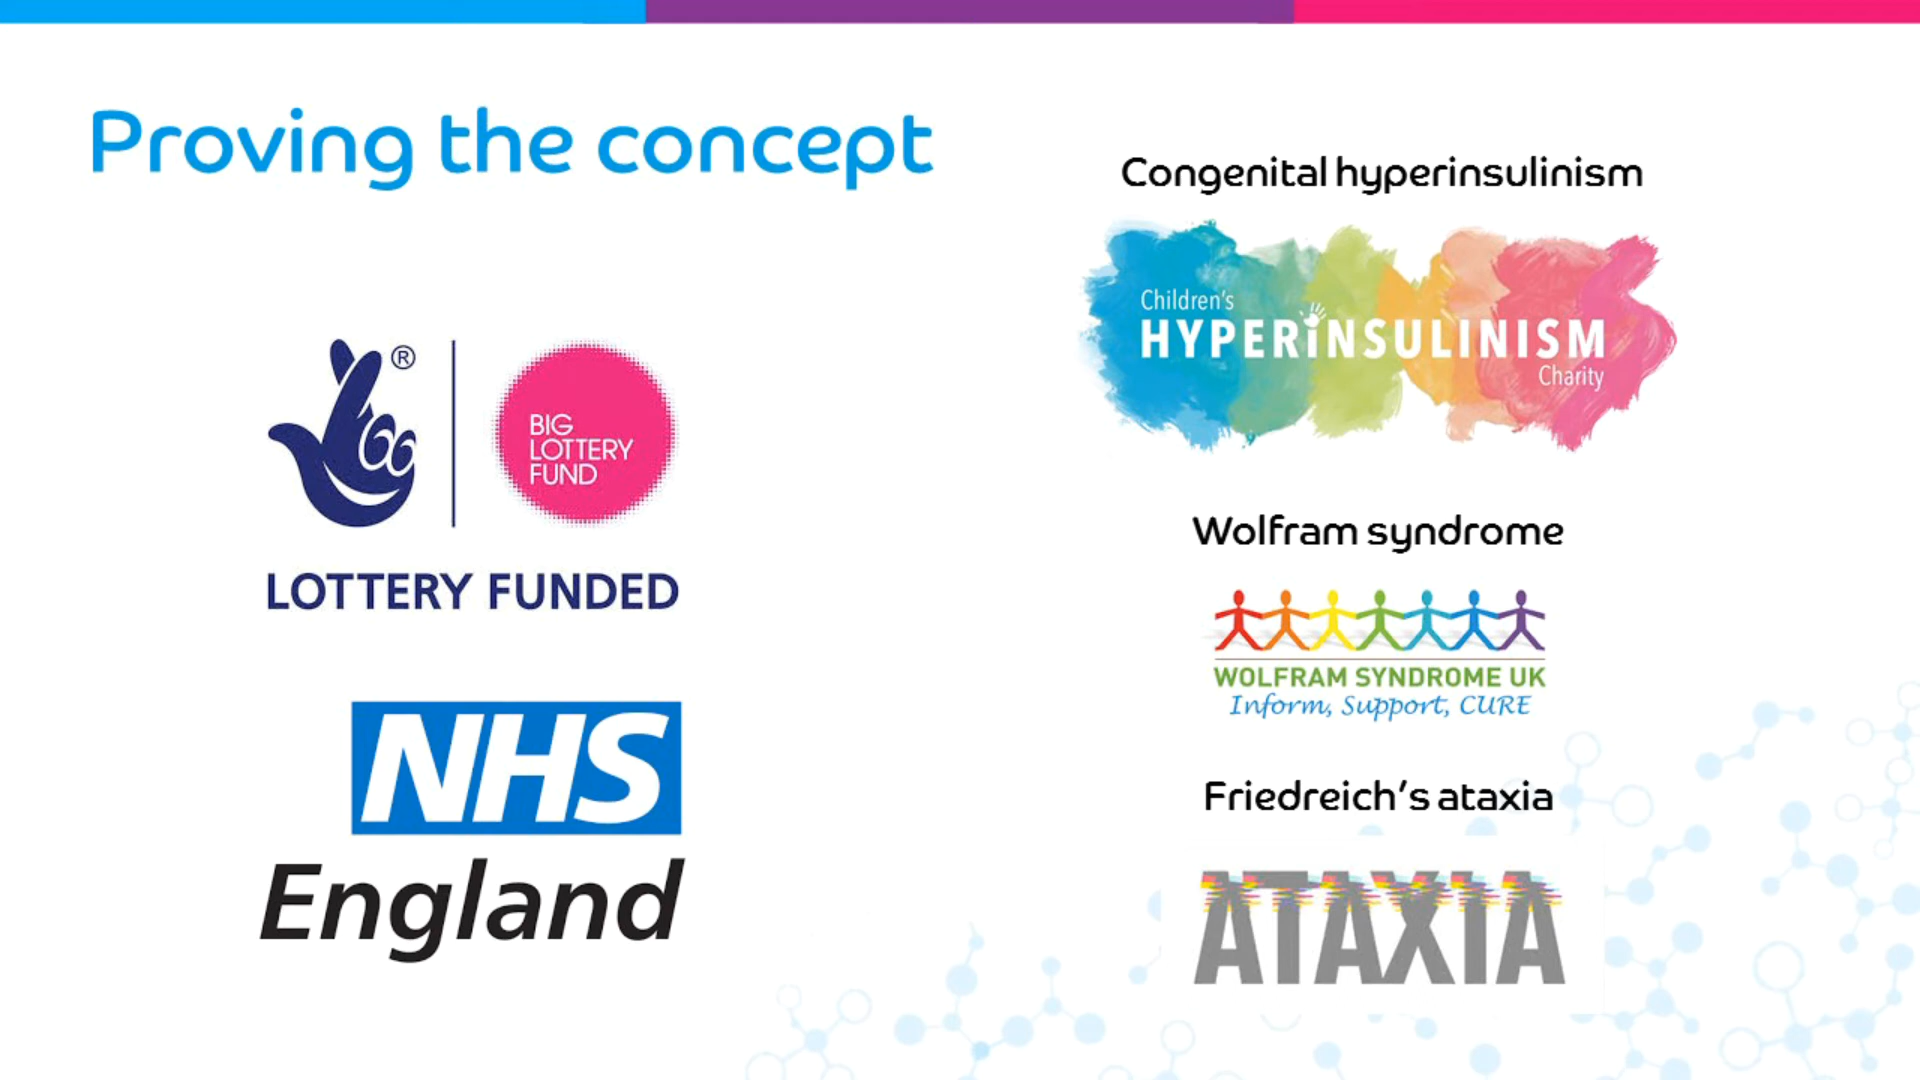 Proving the concept
®
BIG
LOTTERY
FUND
LOTTERY FUNDED
NHS
England
Congenital hyperinsulinism
Children's
HYPERiNSULINISM
Charity
Wolfram syndrome
WOLFRAM SYNDROME UK
Inform, Support, CURE
Friedreich's ataxia
ATAXIA